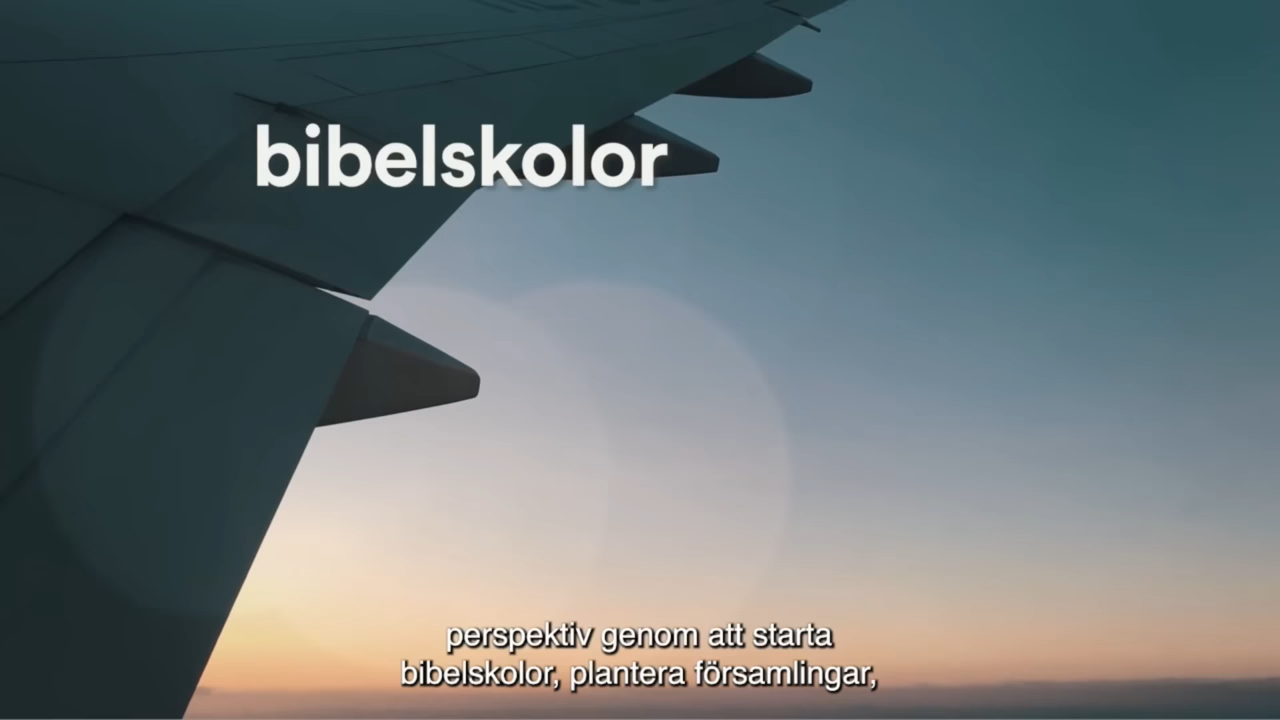 bibelskolor
perspektiv genom att starta
bibelskolor, plantera församlingar,